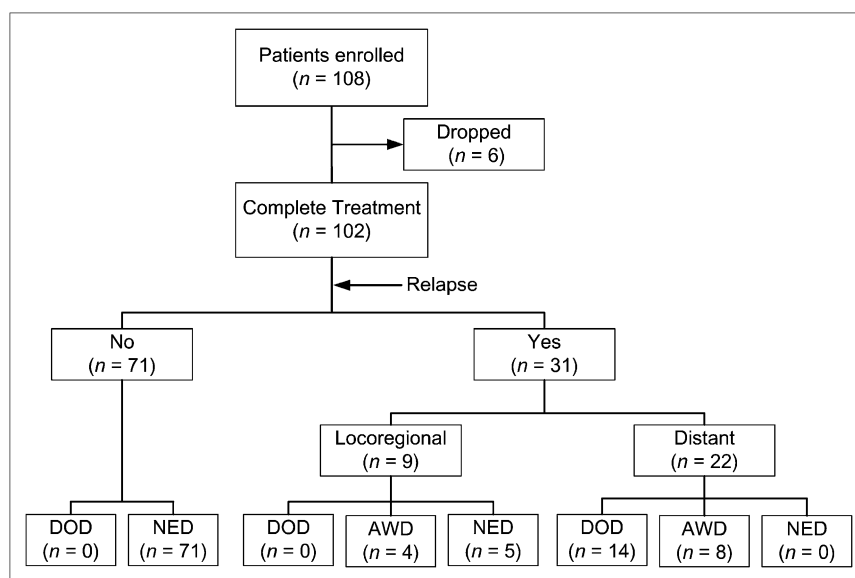 Patients enrolled
(n = 108)
Dropped
(n = 6)
Complete Treatment
(n = 102)
Relapse
No
(n = 71)
Yes
(n = 31)
Locoregional
(n = 9)
Distant
(n = 22)
DOD
(n = 0)
NED
(n = 71)
DOD
(n = 0)
AWD
(n = 4)
NED
(n = 5)
DOD
(n = 14)
AWD
(n = 8)
NED
(n = 0)